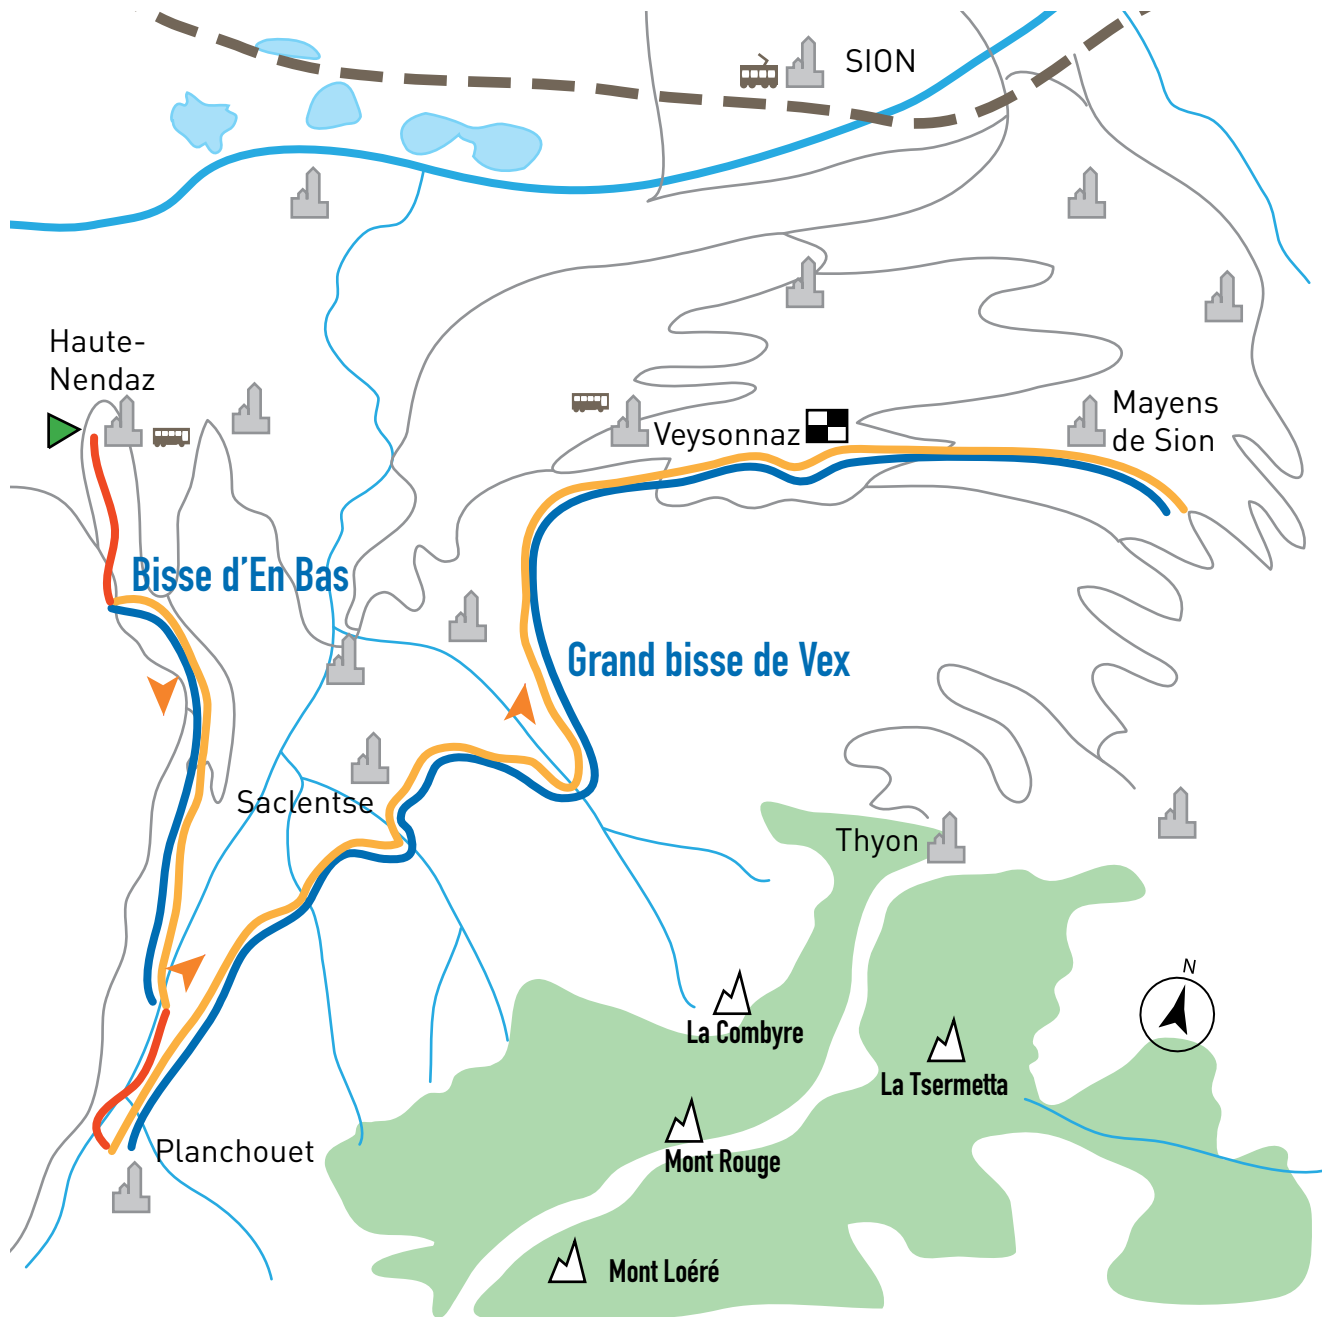 SION
Haute-
Nendaz
Veysonnaz
Mayens
de Sion
Bisse d'En Bas
Grand bisse de Vex
Saclentse
Thyon
N
La Combyre
La Tsermetta
Planchouet
Mont Rouge
Mont Loéré